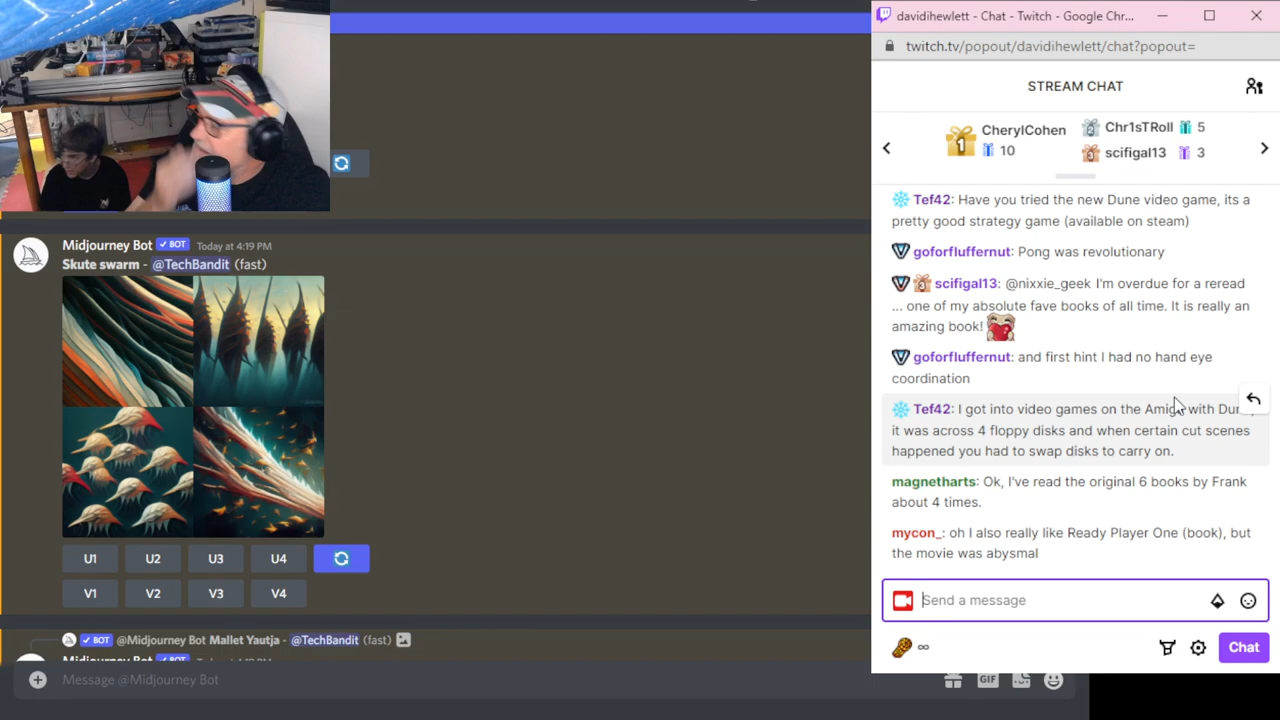 davidihewlett - Chat - Twitch - Google Chr...
twitch.tv/popout/davidihewlett/chat?popout=
STREAM CHAT
1 CherylCohen
10
2 Chr1sTRoll 5
3 scifigal13 3
Tef42: Have you tried the new Dune video game, its a
pretty good strategy game (available on steam)
goforfluffernut: Pong was revolutionary
3 scifigal13: @nixxie_geek I'm overdue for a reread
... one of my absolute fave books of all time. It is really an
amazing book!
goforfluffernut: and first hint I had no hand eye
coordination
Tef42: I got into video games on the Amiga with Dune,
it was across 4 floppy disks and when certain cut scenes
happened you had to swap disks to carry on.
magnetharts: Ok, I've read the original 6 books by Frank
about 4 times.
mycon_: oh I also really like Ready Player One (book), but
the movie was abysmal
Send a message
∞
Chat
Midjourney Bot ✓ BOT Today at 4:19 PM
Skute swarm - @TechBandit (fast)
U1 U2 U3 U4
V1 V2 V3 V4
✓ BOT @Midjourney Bot Mallet Yautja - @TechBandit (fast)
Midjourney Bot
Message @Midjourney Bot
GIF